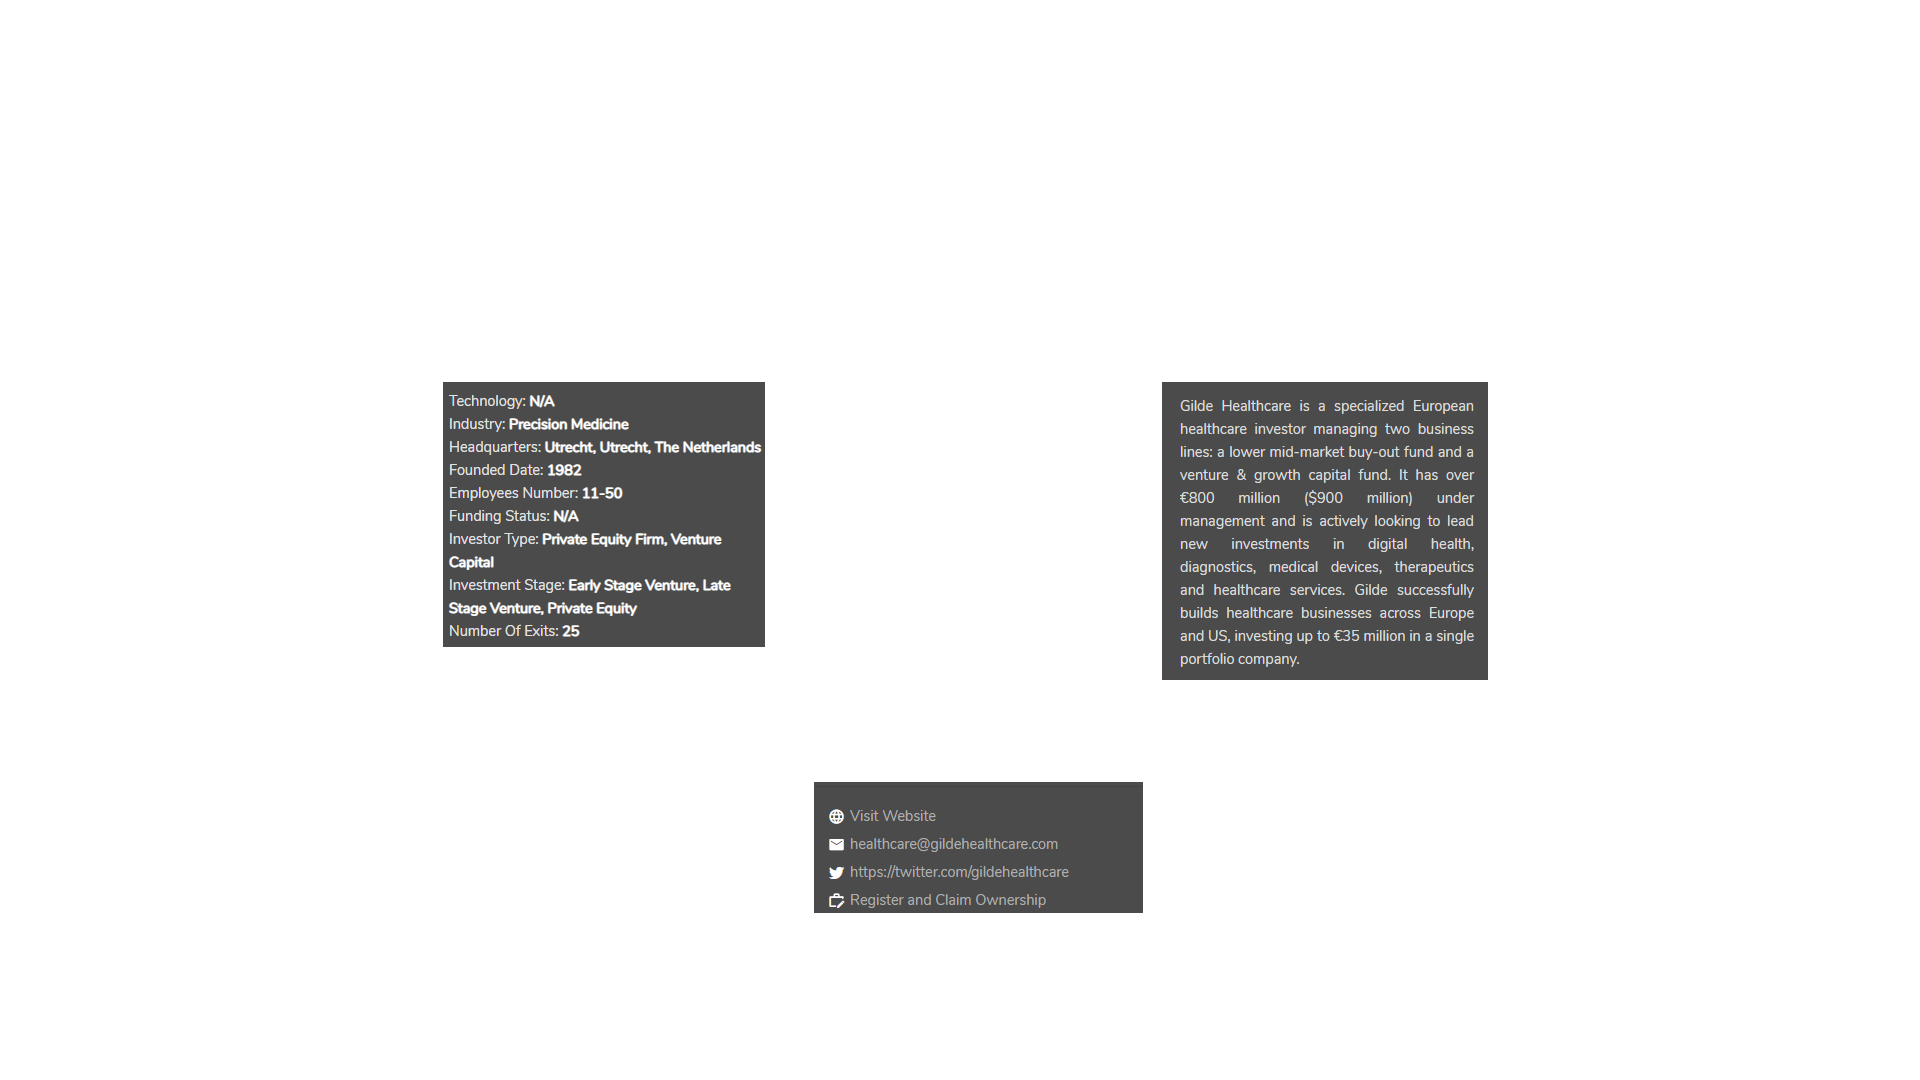 Technology: N/A
Industry: Precision Medicine
Headquarters: Utrecht, Utrecht, The Netherlands
Founded Date: 1982
Employees Number: 11-50
Funding Status: N/A
Investor Type: Private Equity Firm, Venture
Capital
Investment Stage: Early Stage Venture, Late
Stage Venture, Private Equity
Number Of Exits: 25
Gilde Healthcare is a specialized European
healthcare investor managing two business
lines: a lower mid-market buy-out fund and a
venture & growth capital fund. It has over
€800 million ($900 million) under
management and is actively looking to lead
new investments in digital health,
diagnostics, medical devices, therapeutics
and healthcare services. Gilde successfully
builds healthcare businesses across Europe
and US, investing up to €35 million in a single
portfolio company.
Visit Website
healthcare@gildehealthcare.com
https://twitter.com/gildehealthcare
Register and Claim Ownership